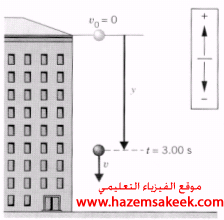 v₀ = 0
+
y
−
t = 3.00 s
v
موقع الفيزياء التعليمي
www.hazemsakeek.com